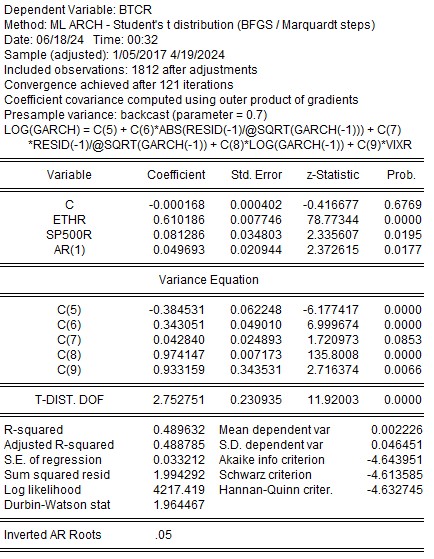 Dependent Variable: BTCR
Method: ML ARCH - Student's t distribution (BFGS / Marquardt steps)
Date: 06/18/24 Time: 00:32
Sample (adjusted): 1/05/2017 4/19/2024
Included observations: 1812 after adjustments
Convergence achieved after 121 iterations
Coefficient covariance computed using outer product of gradients
Presample variance: backcast (parameter = 0.7)
LOG(GARCH) = C(5) + C(6)*ABS(RESID(-1)/@SQRT(GARCH(-1))) + C(7)
*RESID(-1)/@SQRT(GARCH(-1)) + C(8)*LOG(GARCH(-1)) + C(9)*VIXR
Variable Coefficient Std. Error z-Statistic Prob.
C -0.000168 0.000402 -0.416677 0.6769
ETHR 0.610186 0.007746 78.77344 0.0000
SP500R 0.081286 0.034803 2.335607 0.0195
AR(1) 0.049693 0.020944 2.372615 0.0177
Variance Equation
C(5) -0.384531 0.062248 -6.177417 0.0000
C(6) 0.343051 0.049010 6.999674 0.0000
C(7) 0.042840 0.024893 1.720973 0.0853
C(8) 0.974147 0.007173 135.8008 0.0000
C(9) 0.933159 0.343531 2.716374 0.0066
T-DIST. DOF 2.752751 0.230935 11.92003 0.0000
R-squared 0.489632 Mean dependent var 0.002226
Adjusted R-squared 0.488785 S.D. dependent var 0.046451
S.E. of regression 0.033212 Akaike info criterion -4.643951
Sum squared resid 1.994292 Schwarz criterion -4.613585
Log likelihood 4217.419 Hannan-Quinn criter. -4.632745
Durbin-Watson stat 1.964467
Inverted AR Roots .05